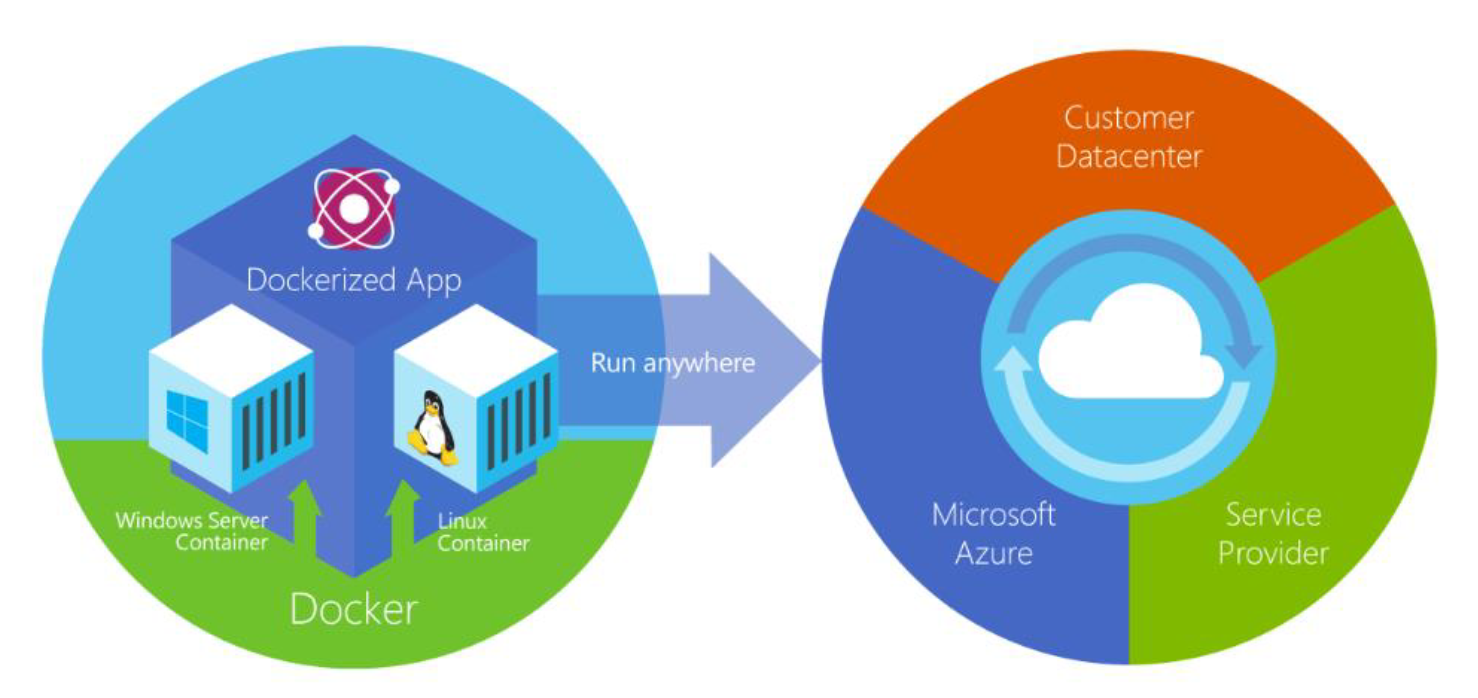 Dockerized App
Windows Server
Container
Linux
Container
Docker
Run anywhere
Customer
Datacenter
Microsoft
Azure
Service
Provider